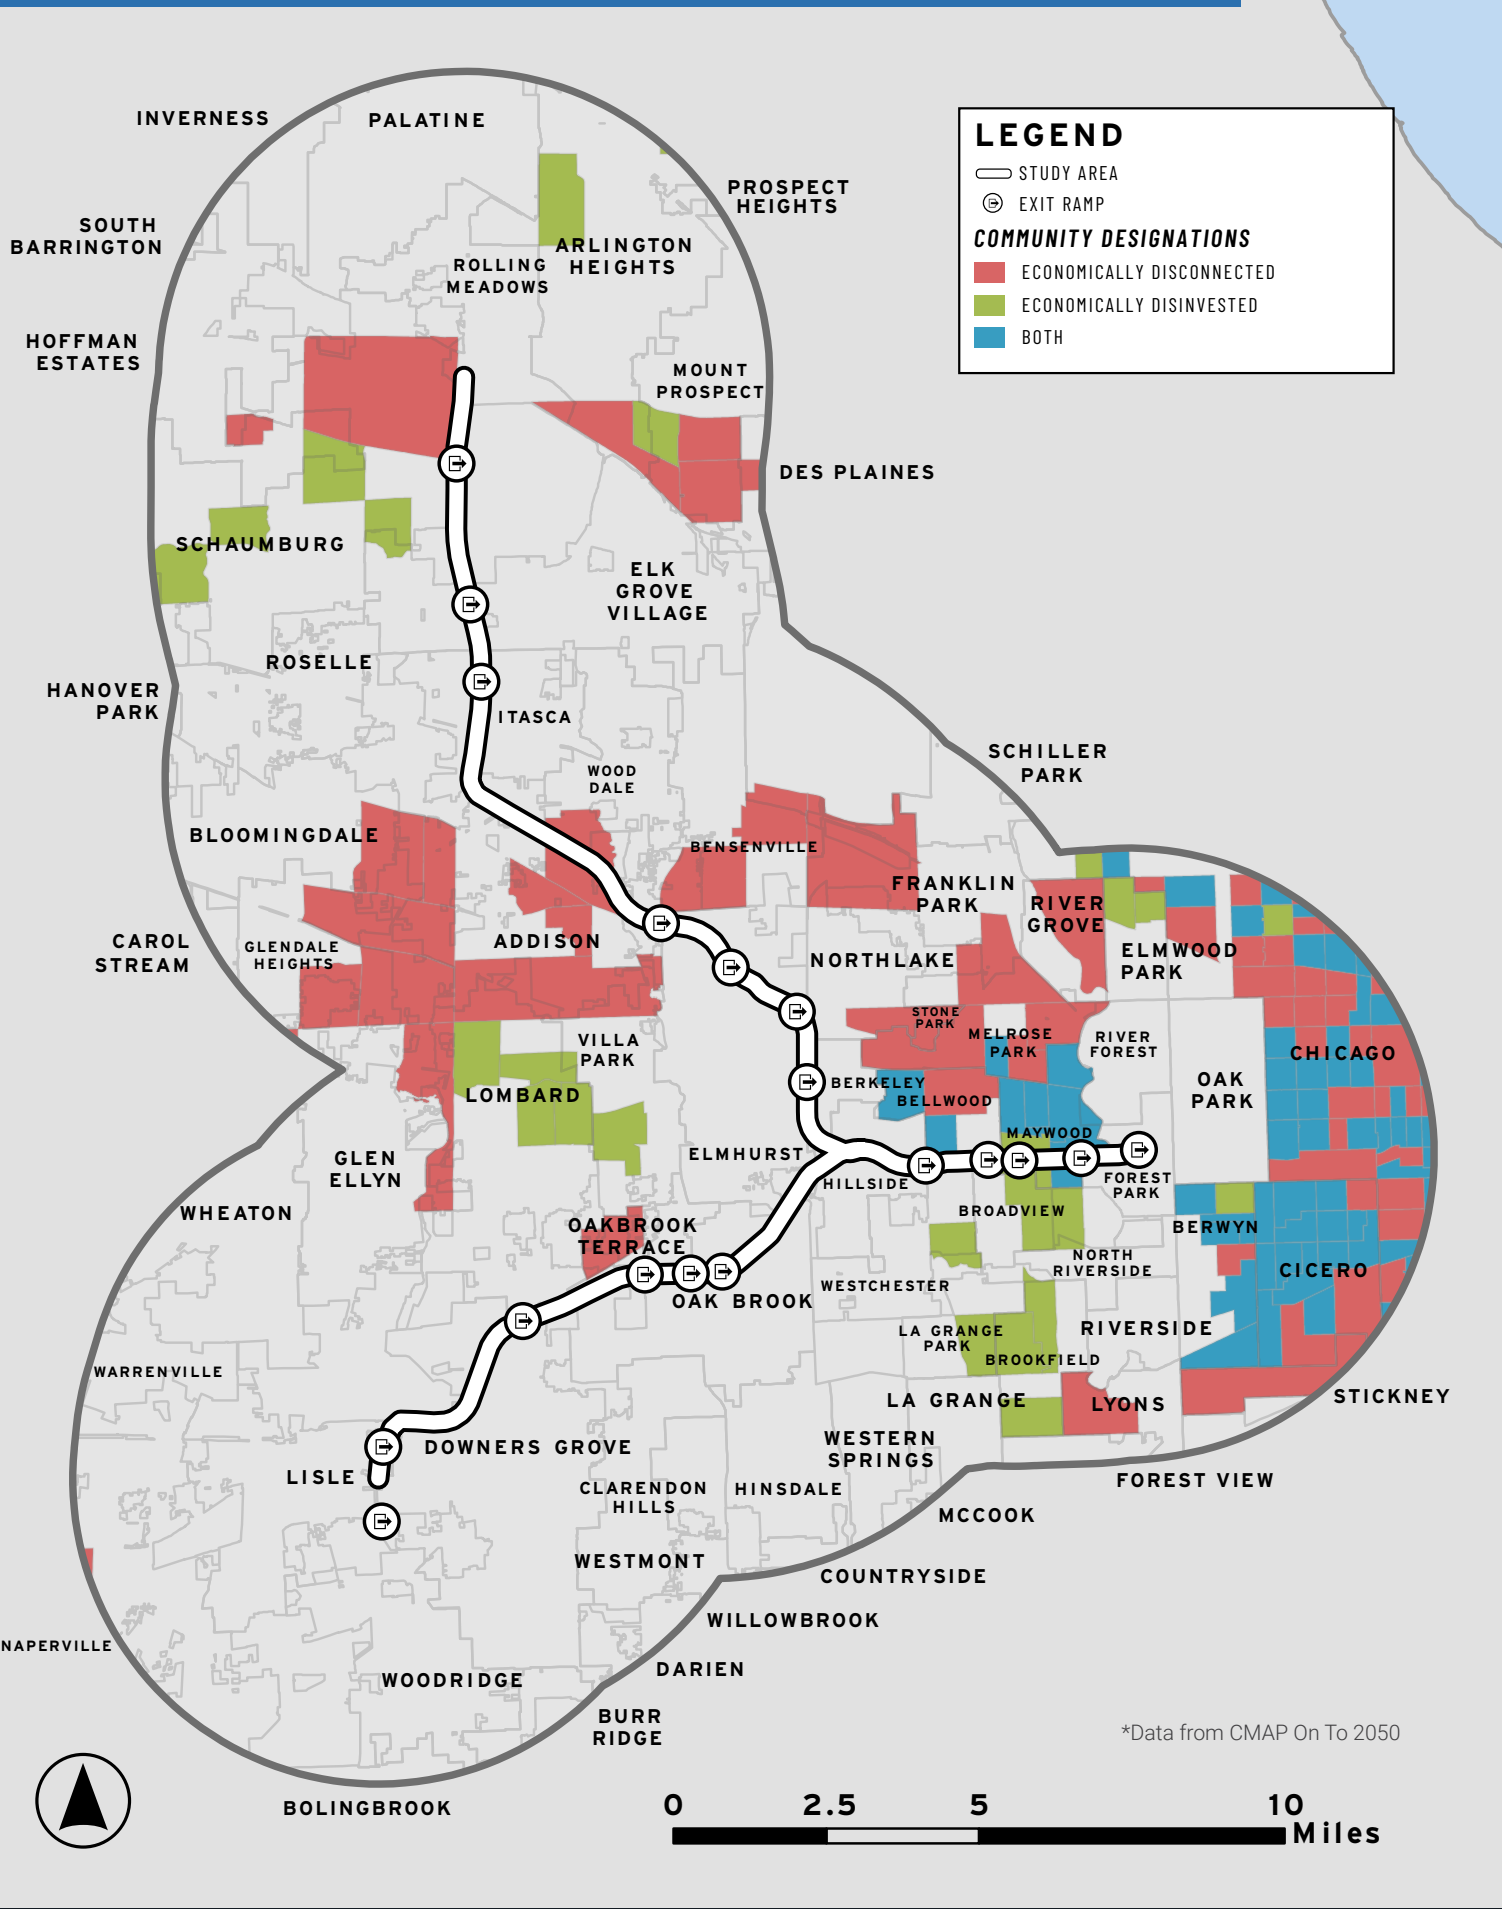 INVERNESS
PALATINE
LEGEND
STUDY AREA
EXIT RAMP
COMMUNITY DESIGNATIONS
ECONOMICALLY DISCONNECTED
ECONOMICALLY DISINVESTED
BOTH
PROSPECT
HEIGHTS
SOUTH
BARRINGTON
ARLINGTON
HEIGHTS
ROLLING
MEADOWS
HOFFMAN
ESTATES
MOUNT
PROSPECT
DES PLAINES
SCHAUMBURG
ELK
GROVE
VILLAGE
ROSELLE
HANOVER
PARK
ITASCA
SCHILLER
PARK
WOOD
DALE
BLOOMINGDALE
BENSENVILLE
FRANKLIN
PARK
RIVER
GROVE
CAROL
STREAM
GLENDALE
HEIGHTS
ADDISON
NORTHLAKE
ELMWOOD
PARK
STONE
PARK
MELROSE
PARK
RIVER
FOREST
VILLA
PARK
CHICAGO
OAK
PARK
BERKELEY
BELLWOOD
LOMBARD
MAYWOOD
GLEN
ELLYN
ELMHURST
HILLSIDE
FOREST
PARK
WHEATON
BROADVIEW
BERWYN
OAKBROOK
TERRACE
NORTH
RIVERSIDE
CICERO
WESTCHESTER
OAK BROOK
LA GRANGE
PARK
RIVERSIDE
BROOKFIELD
WARRENVILLE
LA GRANGE
LYONS
STICKNEY
DOWNERS GROVE
WESTERN
SPRINGS
LISLE
FOREST VIEW
CLARENDON
HILLS
HINSDALE
MCCOOK
WESTMONT
COUNTRYSIDE
WILLOWBROOK
NAPERVILLE
DARIEN
WOODRIDGE
BURR
RIDGE
*Data from CMAP On To 2050
BOLINGBROOK
0 2.5 5 10
Miles